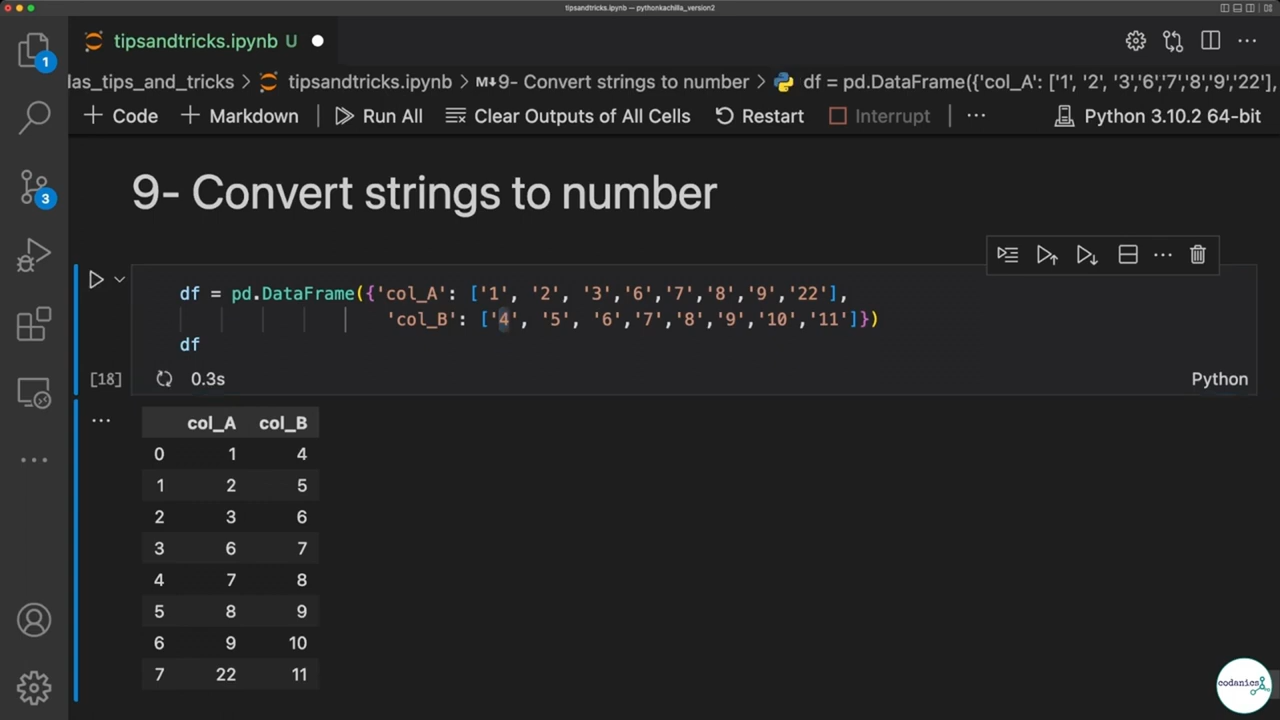 tipsandtricks.ipynb — pythonkachilla_version2
tipsandtricks.ipynb U
las_tips_and_tricks > tipsandtricks.ipynb > M↓9- Convert strings to number > df = pd.DataFrame({'col_A': ['1', '2', '3','6','7','8','9','22'],
+ Code + Markdown Run All Clear Outputs of All Cells Restart Interrupt ... Python 3.10.2 64-bit
1
3
9- Convert strings to number
df = pd.DataFrame({'col_A': ['1', '2', '3','6','7','8','9','22'],
'col_B': ['4', '5', '6','7','8','9','10','11']})
df
[18] 0.3s Python
col_A col_B
0 1 4
1 2 5
2 3 6
3 6 7
4 7 8
5 8 9
6 9 10
7 22 11
codanics